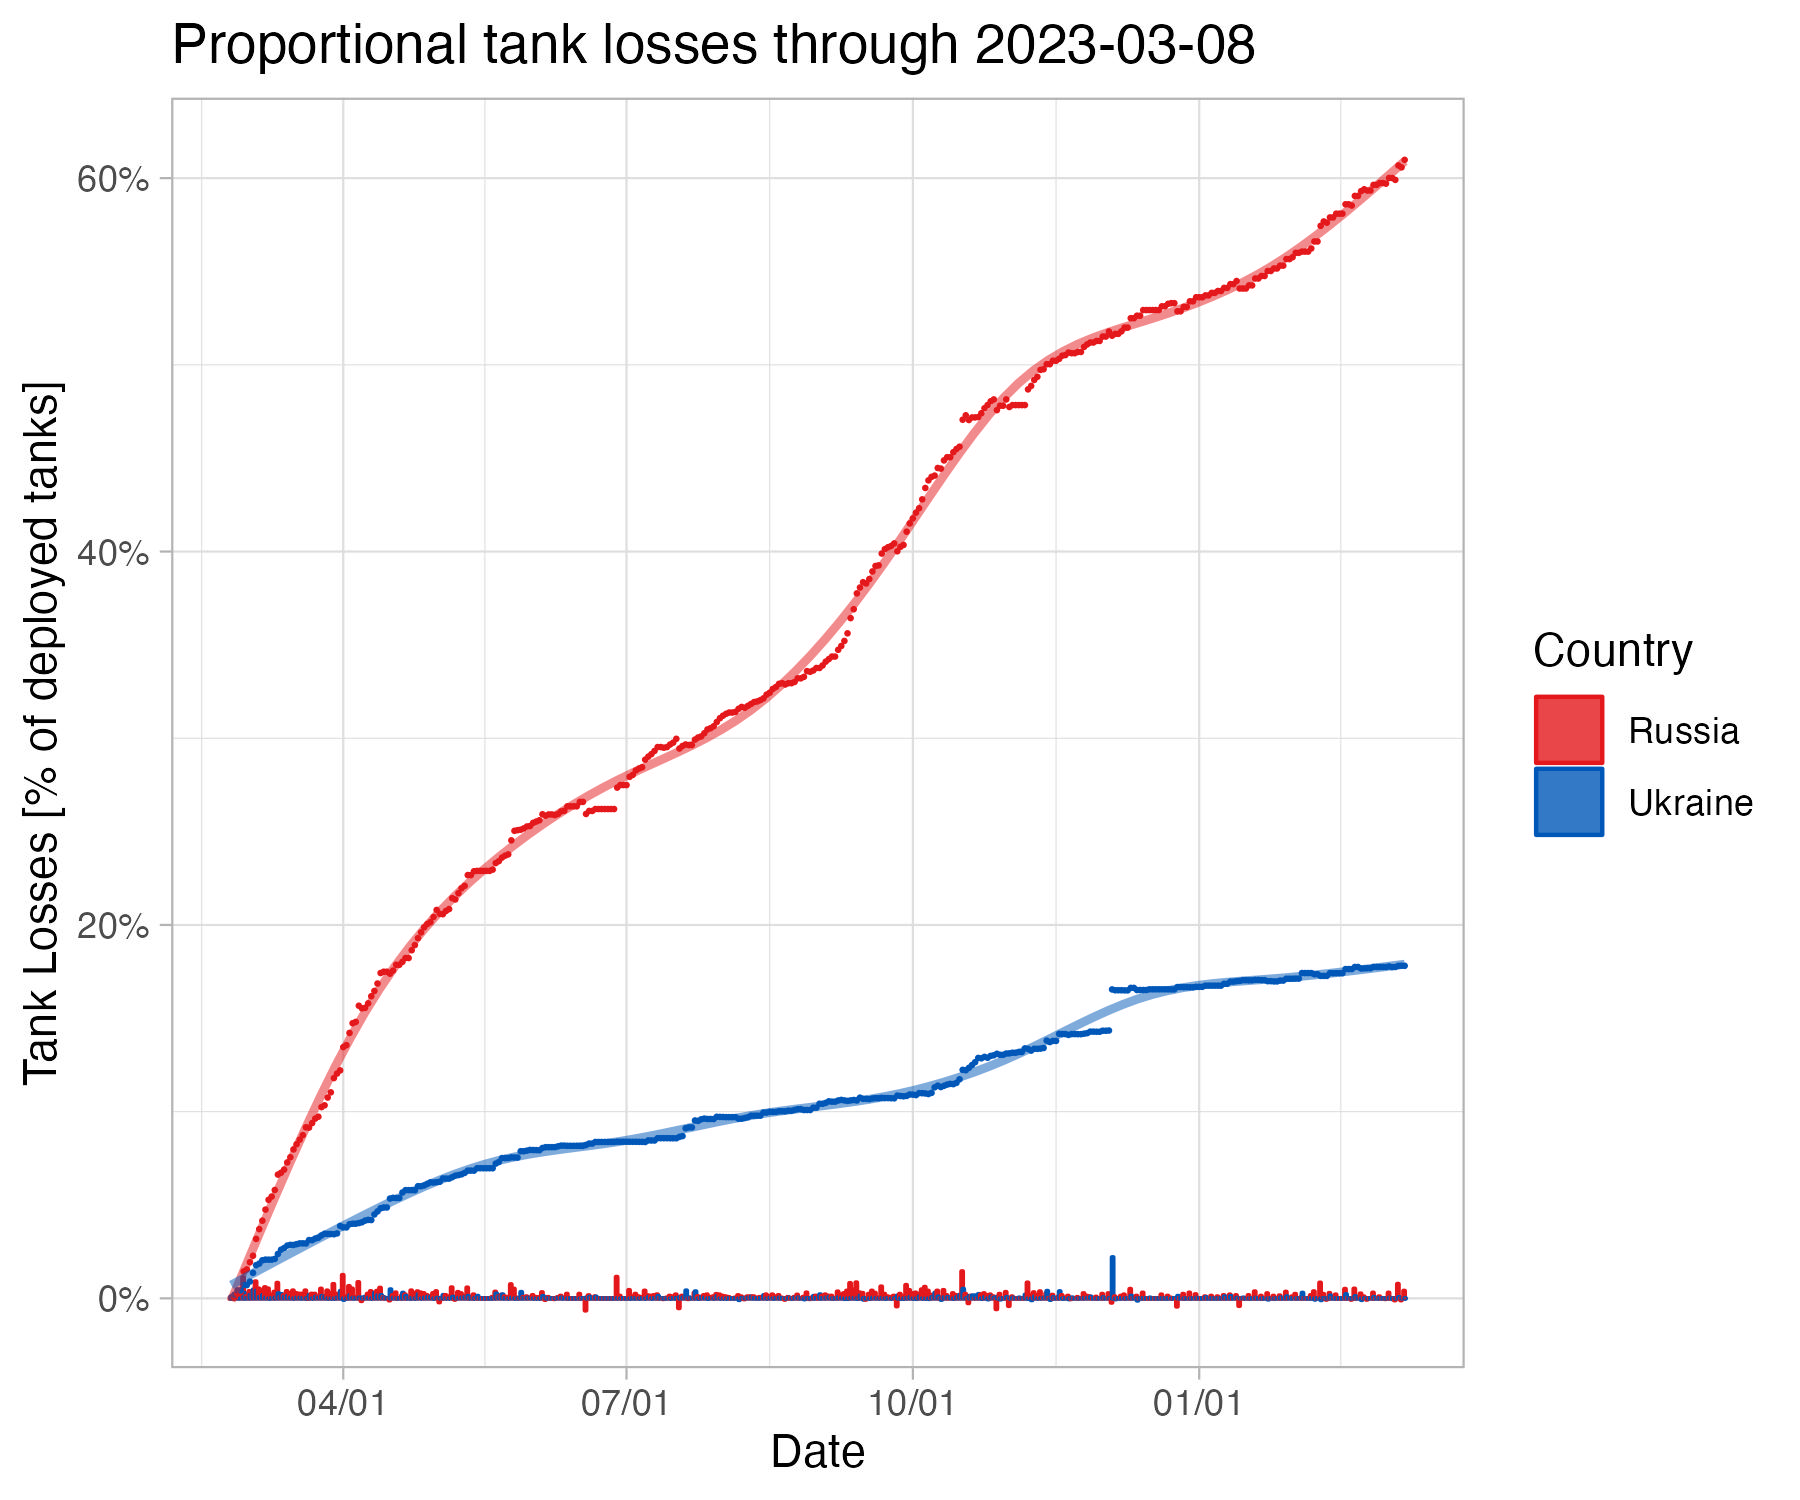 Proportional tank losses through 2023-03-08
Tank Losses [% of deployed tanks]
60%
40%
20%
0%
04/01
07/01
10/01
01/01
Date
Country
Russia
Ukraine